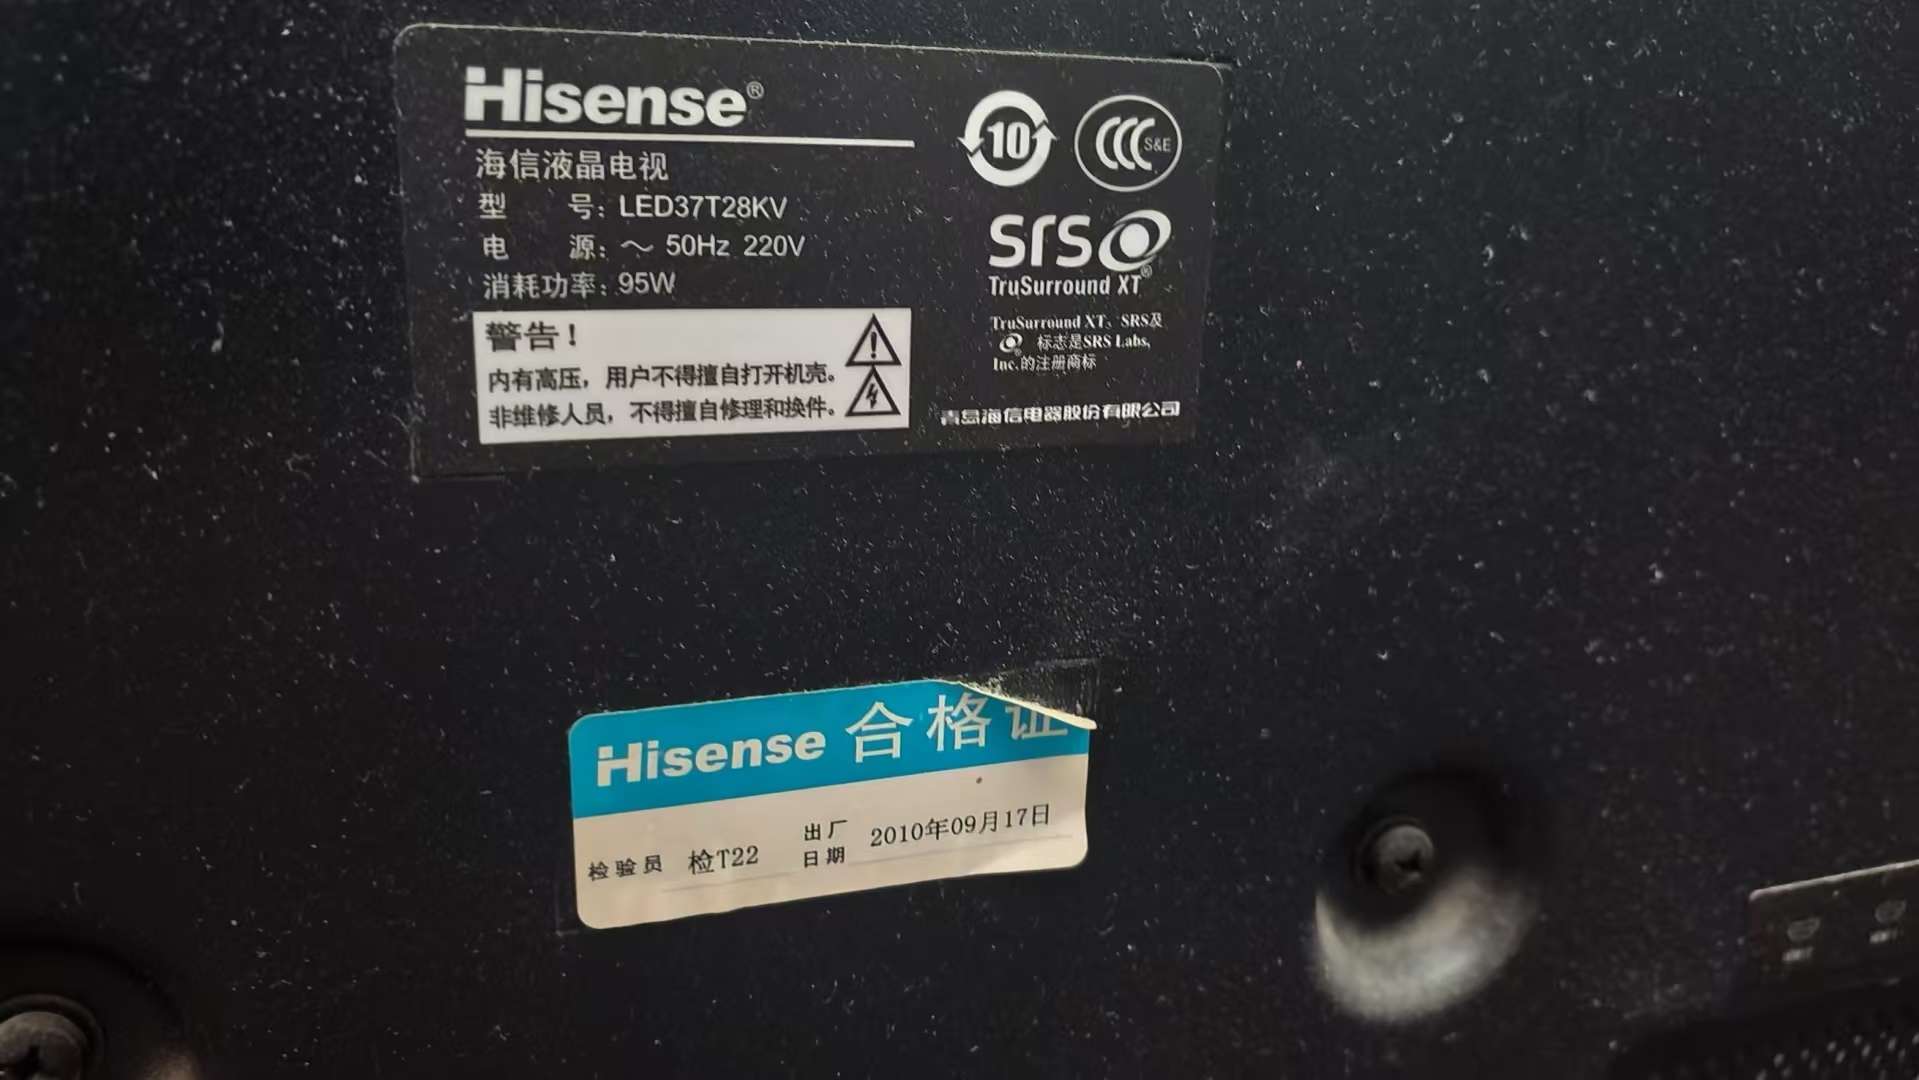 Hisense®
海信液晶电视
型 号: LED37T28KV
电 源: ～ 50Hz 220V
消耗功率: 95W
警告!
内有高压，用户不得擅自打开机壳。
非维修人员，不得擅自修理和换件。
10
CCC S&E
SRS
TruSurround XT®
TruSurround XT、SRS及
标志是SRS Labs,
Inc.的注册商标
青岛海信电器股份有限公司
Hisense 合格证
检验员 检T22 出厂日期 2010年09月17日